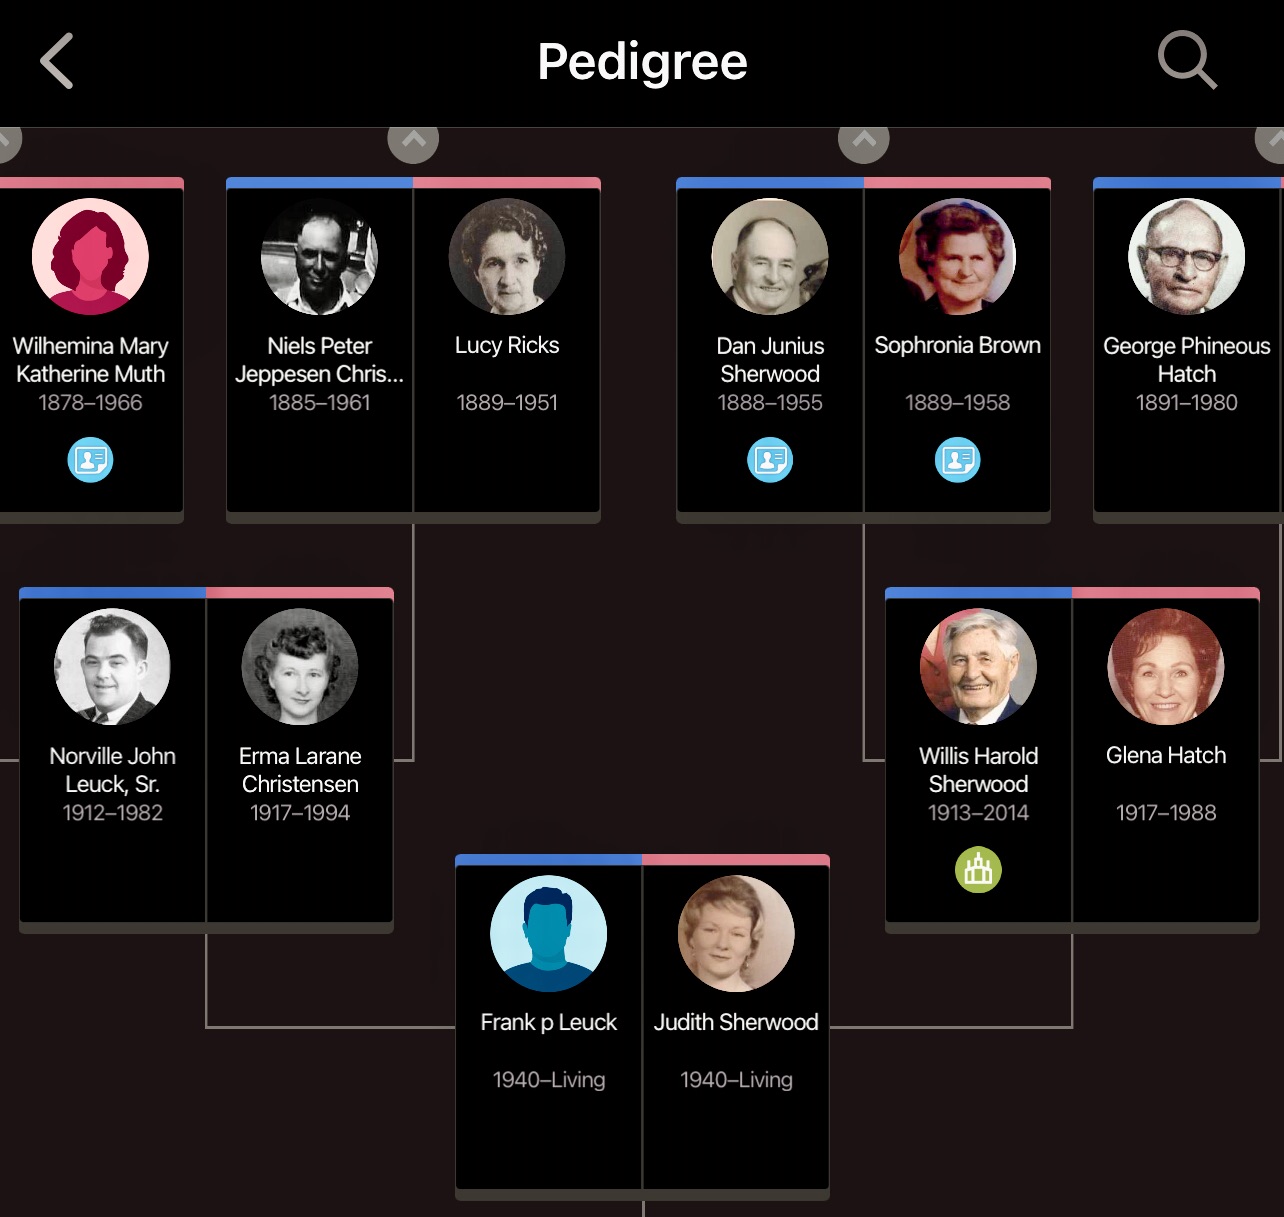 Pedigree
Wilhemina Mary
Katherine Muth
1878–1966
Niels Peter
Jeppesen Chris...
1885–1961
Lucy Ricks
1889–1951
Dan Junius
Sherwood
1888–1955
Sophronia Brown
1889–1958
George Phineous
Hatch
1891–1980
Norville John
Leuck, Sr.
1912–1982
Erma Larane
Christensen
1917–1994
Willis Harold
Sherwood
1913–2014
Glena Hatch
1917–1988
Frank p Leuck
1940–Living
Judith Sherwood
1940–Living